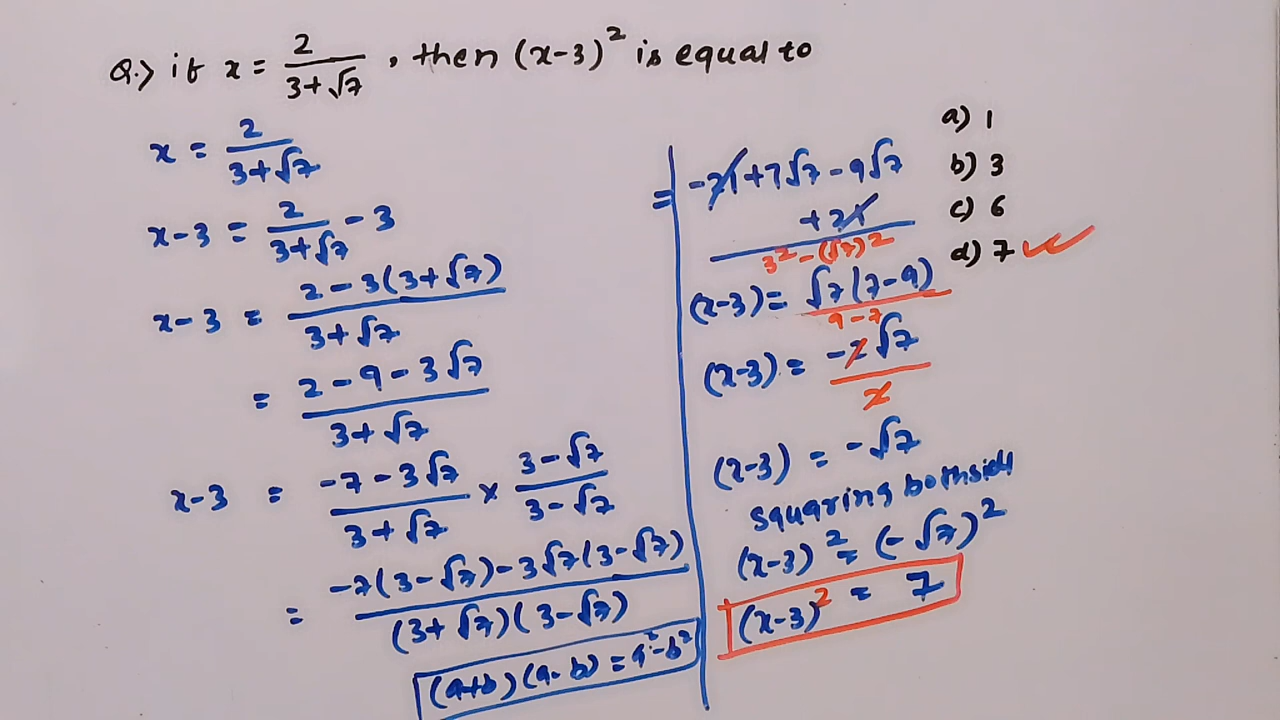 Q.> if x = 2/(3+√7), then (x-3)² is equal to
x = 2/(3+√7)
x-3 = 2/(3+√7) - 3
x-3 = (2-3(3+√7))/(3+√7)
= (2-9-3√7)/(3+√7)
x-3 = (-7-3√7)/(3+√7) × (3-√7)/(3-√7)
= (-7(3-√7)-3√7(3-√7))/((3+√7)(3-√7))
(a+b)(a-b) = a²-b²
= (-21+7√7-9√7+21)/(3²-(√7)²)
(x-3) = √7(7-9)/(9-7)
(x-3) = -2√7/2
(x-3) = -√7
squaring both sides
(x-3)² = (-√7)²
(x-3)² = 7
a) 1
b) 3
c) 6
d) 7